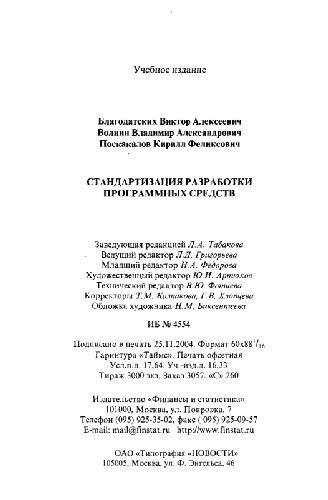 Учебное издание
Благодатских Виктор Алексеевич
Волнин Владимир Александрович
Поскакалов Кирилл Феликсович
СТАНДАРТИЗАЦИЯ РАЗРАБОТКИ
ПРОГРАММНЫХ СРЕДСТВ
Заведующая редакцией Л.А. Табакова
Ведущий редактор Л.Д. Григорьева
Младший редактор Н.А. Федорова
Художественный редактор Ю.И. Артюхов
Технический редактор В.Ю. Фотиева
Корректоры Т.М. Колпакова, Г.В. Хлопцева
Обложка художника Н.М. Биксентеева
ИБ № 4554
Подписано в печать 25.11.2004. Формат 60х88 1/16
Гарнитура «Таймс». Печать офсетная
Усл.п.л. 17,64. Уч.-изд.л. 16,33
Тираж 3000 экз. Заказ 3057. «С» 260
Издательство «Финансы и статистика»
101000, Москва, ул. Покровка, 7
Телефон (095) 925-35-02, факс (095) 925-09-57
E-mail: mail@finstat.ru http://www.finstat.ru
ОАО «Типография «НОВОСТИ»
105005, Москва, ул. Ф. Энгельса, 46